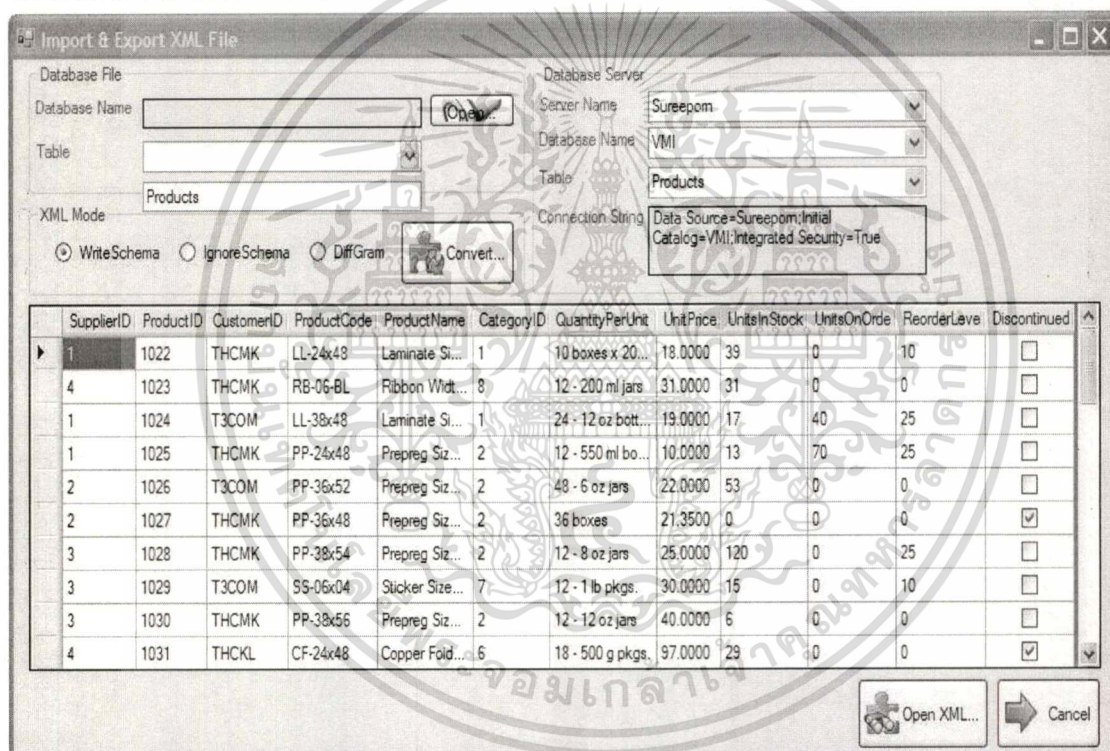 Import & Export XML File
Database File
Database Name
(Open...
Table
Products
XML Mode
WriteSchema IgnoreSchema DiffGram
Convert...
Database Server
Server Name Sureeporn
Database Name VMI
Table Products
Connection String Data Source=Sureeporn;Initial
Catalog=VMI;Integrated Security=True
SupplierID ProductID CustomerID ProductCode ProductName CategoryID QuantityPerUnit UnitPrice UnitsInStock UnitsOnOrde ReorderLeve Discontinued
1 1022 THCMK LL-24x48 Laminate Si... 1 10 boxes x 20... 18.0000 39 0 10
4 1023 THCMK RB-06-BL Ribbon Widt... 8 12 - 200 ml jars 31.0000 31 0 0
1 1024 T3COM LL-38x48 Laminate Si... 1 24 - 12 oz bott... 19.0000 17 40 25
1 1025 THCMK PP-24x48 Prepreg Siz... 2 12 - 550 ml bo... 10.0000 13 70 25
2 1026 T3COM PP-36x52 Prepreg Siz... 2 48 - 6 oz jars 22.0000 53 0 0
2 1027 THCMK PP-36x48 Prepreg Siz... 2 36 boxes 21.3500 0 0 0
3 1028 THCMK PP-38x54 Prepreg Siz... 2 12 - 8 oz jars 25.0000 120 0 25
3 1029 T3COM SS-06x04 Sticker Size... 7 12 - 1 lb pkgs. 30.0000 15 0 10
3 1030 THCMK PP-38x56 Prepreg Siz... 2 12 - 12 oz jars 40.0000 6 0 0
4 1031 THCKL CF-24x48 Copper Foid... 6 18 - 500 g pkgs. 97.0000 29 0 0
Open XML... Cancel